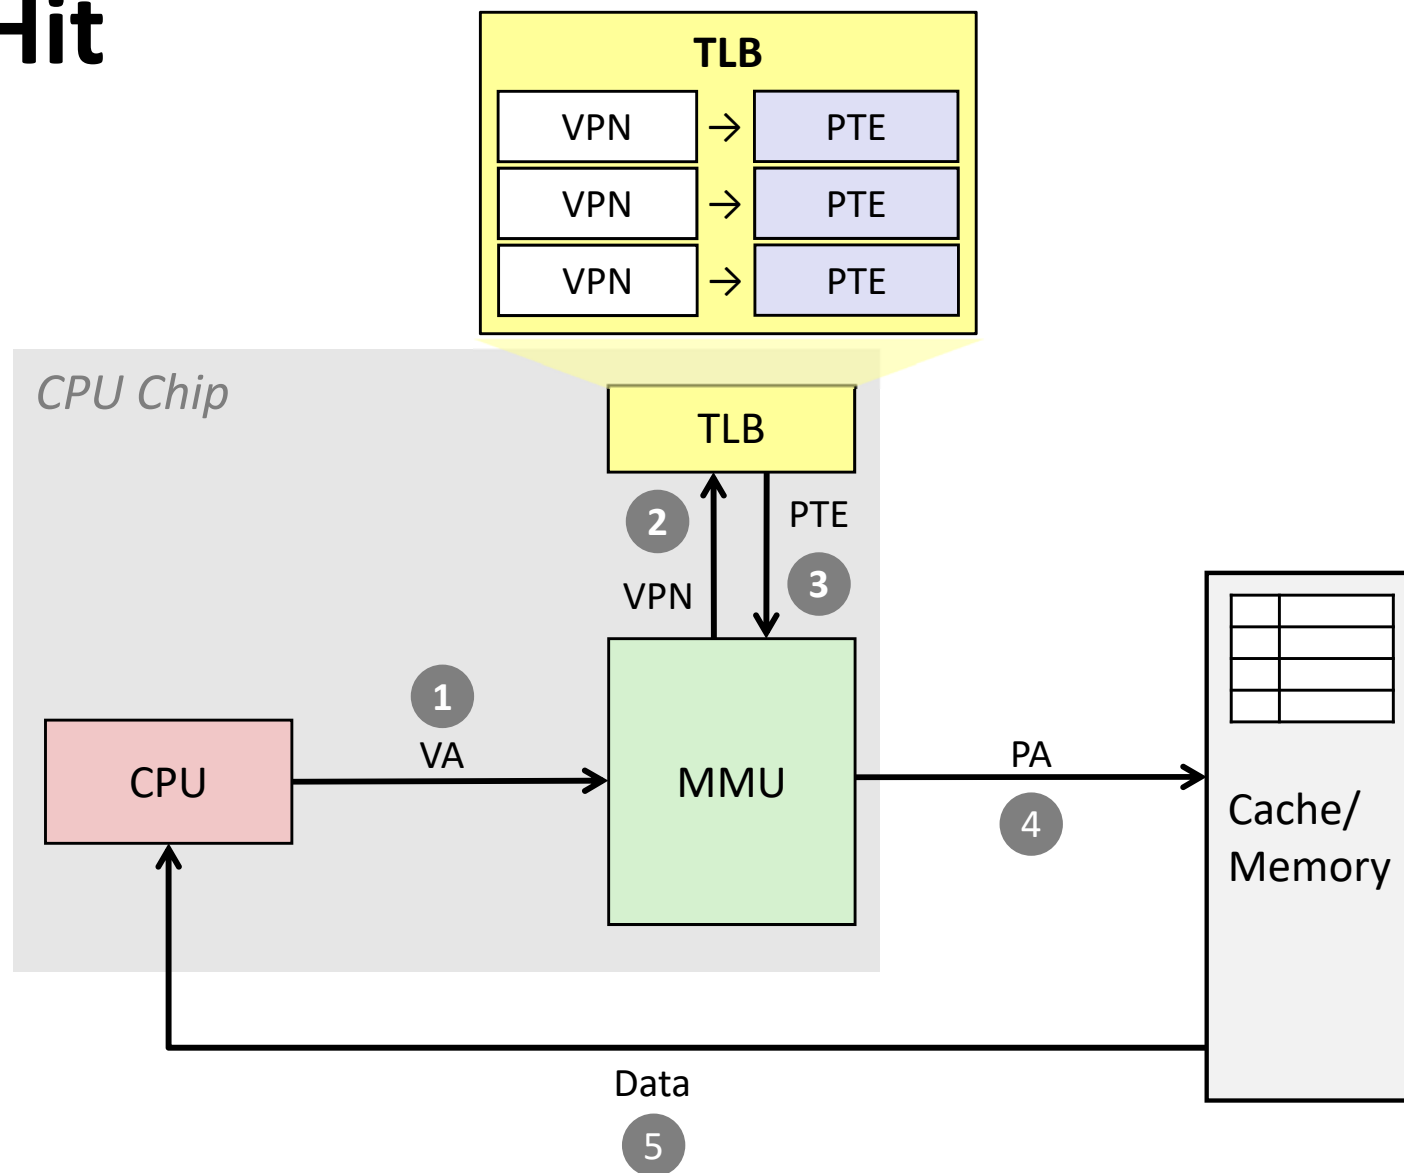 Hit
TLB
VPN → PTE
VPN → PTE
VPN → PTE
CPU Chip
TLB
2
PTE
VPN
3
1
VA
CPU
MMU
PA
4
Cache/
Memory
Data
5